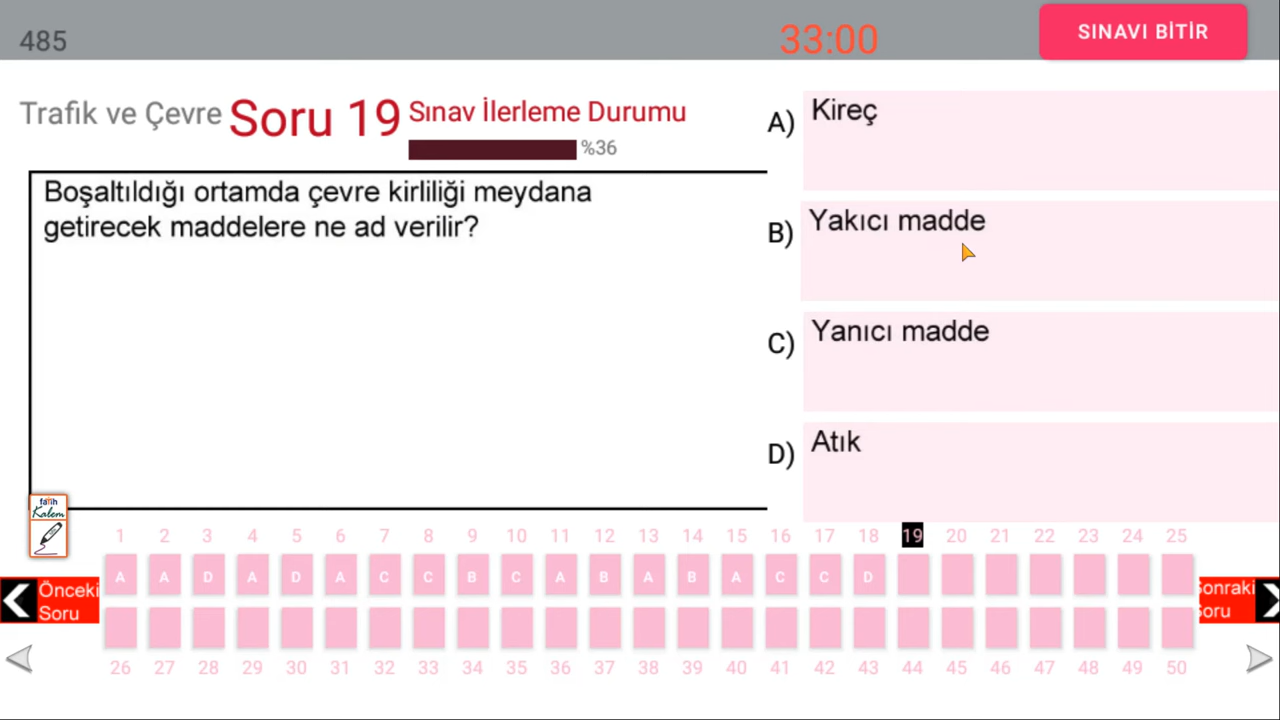 485
33:00
SINAVI BİTİR
Trafik ve Çevre
Soru 19
Sınav İlerleme Durumu
%36
Boşaltıldığı ortamda çevre kirliliği meydana
getirecek maddelere ne ad verilir?
A) Kireç
B) Yakıcı madde
C) Yanıcı madde
D) Atık
fatih
Kalem
1 2 3 4 5 6 7 8 9 10 11 12 13 14 15 16 17 18 19 20 21 22 23 24 25
A A D A D A C C B C A B A B A C C D
Önceki
Soru
Sonraki
Soru
26 27 28 29 30 31 32 33 34 35 36 37 38 39 40 41 42 43 44 45 46 47 48 49 50